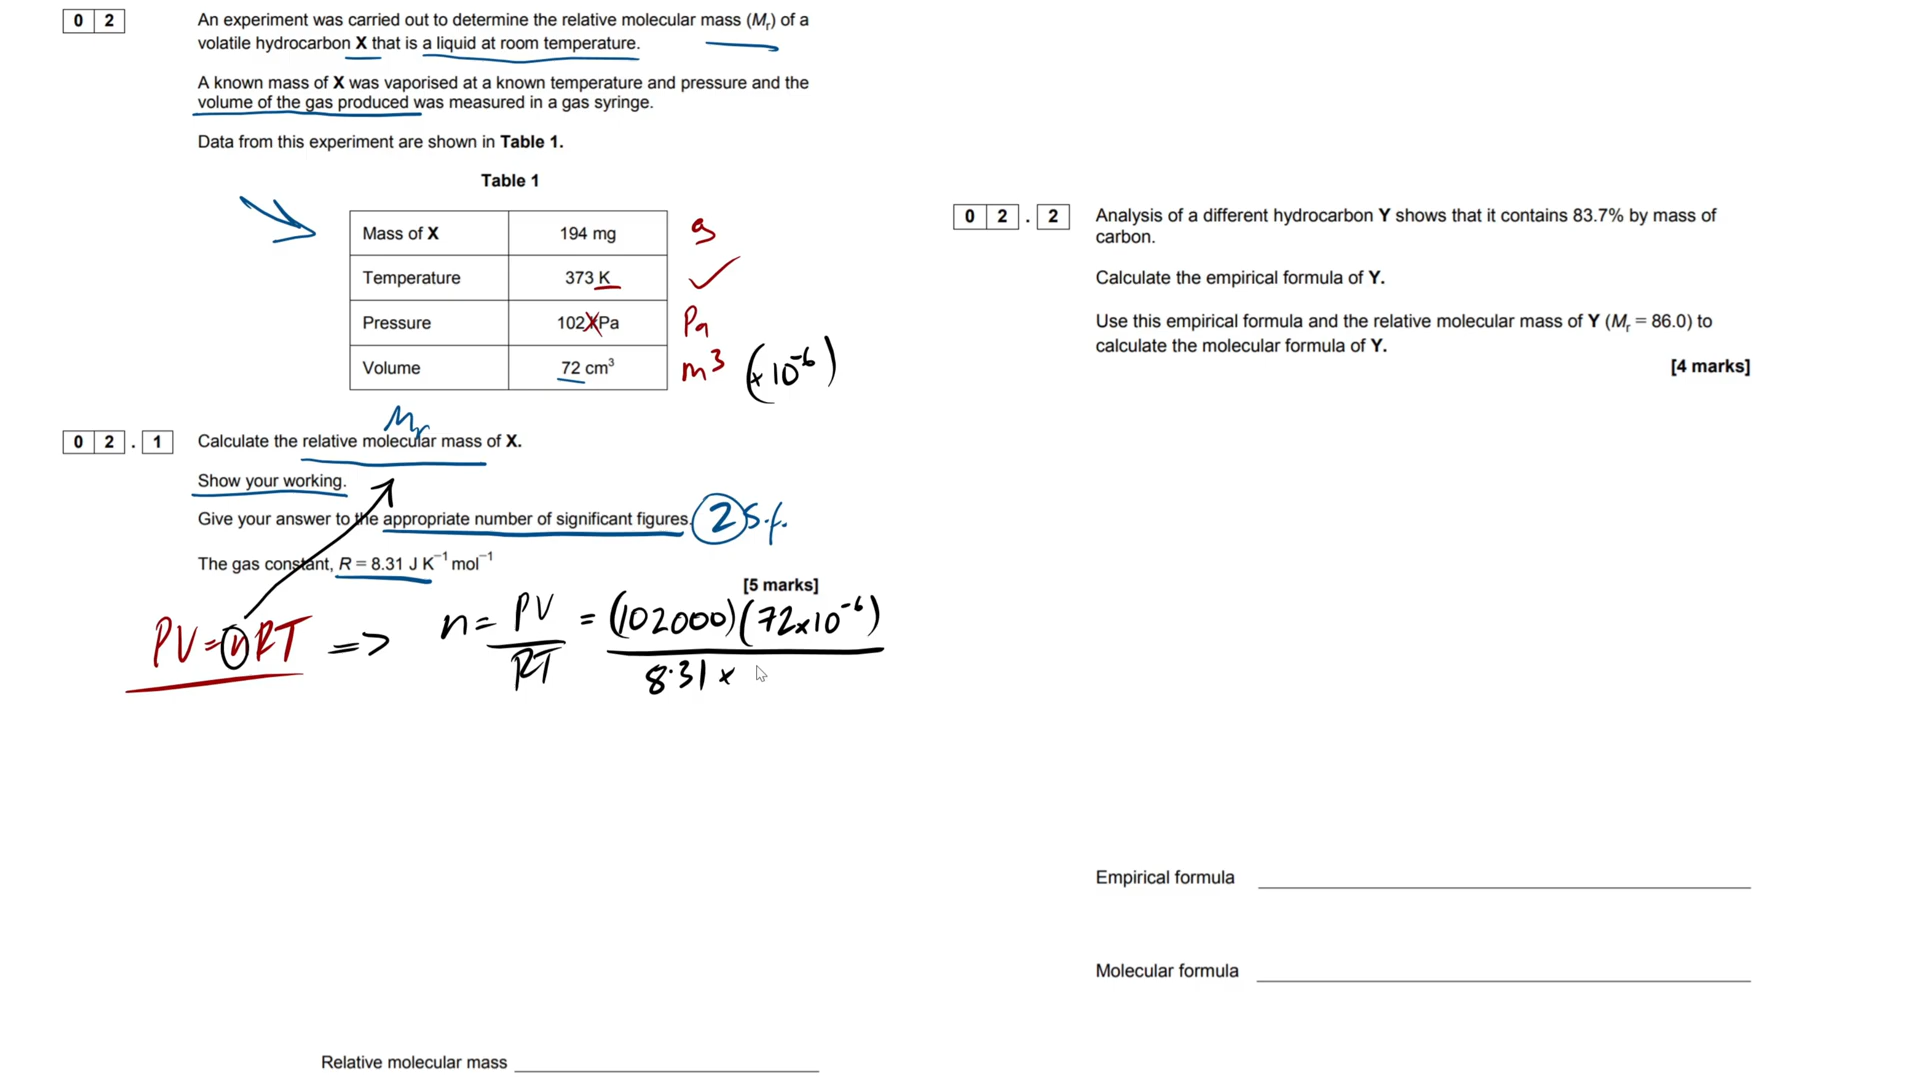 0 2 An experiment was carried out to determine the relative molecular mass (Mr) of a
volatile hydrocarbon X that is a liquid at room temperature.
A known mass of X was vaporised at a known temperature and pressure and the
volume of the gas produced was measured in a gas syringe.
Data from this experiment are shown in Table 1.
Table 1
Mass of X 194 mg g
Temperature 373 K ✓
Pressure 102 kPa Pa
Volume 72 cm³ m³ (×10⁻⁶)
Mr
0 2 . 1 Calculate the relative molecular mass of X.
Show your working.
Give your answer to the appropriate number of significant figures. 2 s.f.
The gas constant, R = 8.31 J K⁻¹ mol⁻¹
[5 marks]
PV=nRT => n = PV/RT = (102000)(72×10⁻⁶)
8.31 ×
Relative molecular mass
0 2 . 2 Analysis of a different hydrocarbon Y shows that it contains 83.7% by mass of
carbon.
Calculate the empirical formula of Y.
Use this empirical formula and the relative molecular mass of Y (Mr = 86.0) to
calculate the molecular formula of Y.
[4 marks]
Empirical formula
Molecular formula